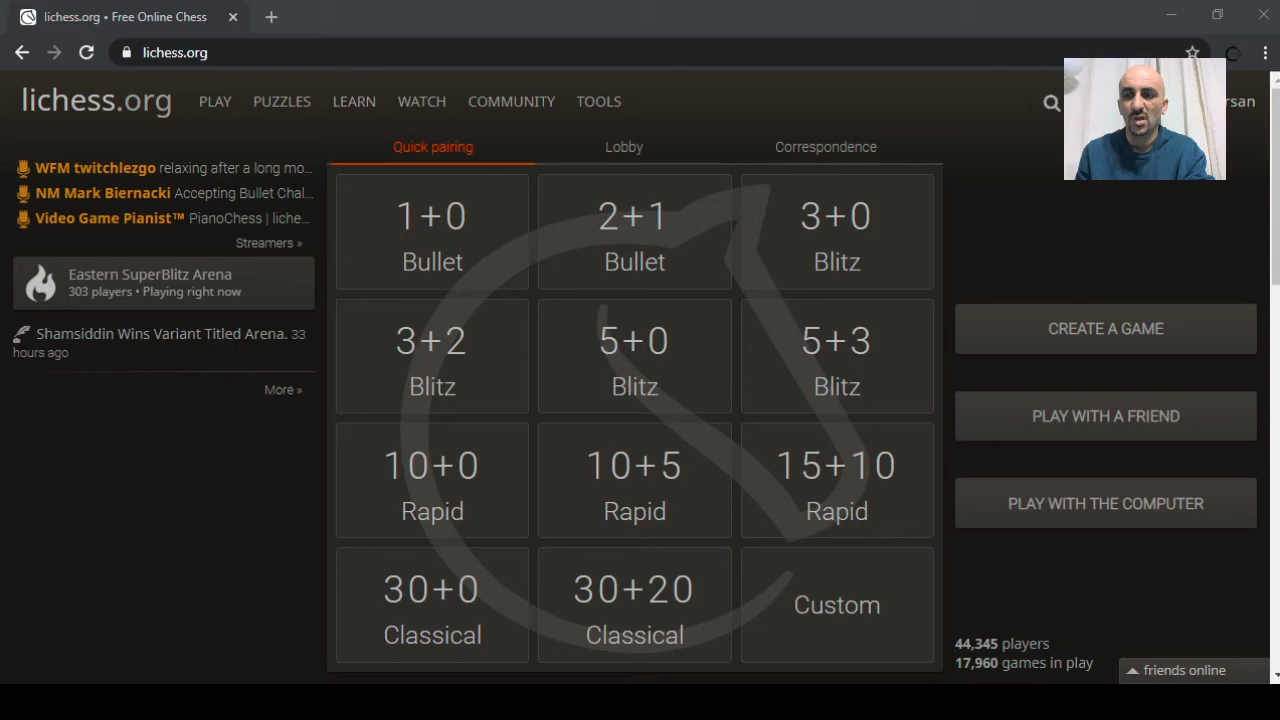 lichess.org • Free Online Chess
lichess.org
lichess.org
PLAY PUZZLES LEARN WATCH COMMUNITY TOOLS
Quick pairing Lobby Correspondence
WFM twitchlezgo relaxing after a long mo...
NM Mark Biernacki Accepting Bullet Chal...
Video Game Pianist™ PianoChess | liche...
Streamers »
Eastern SuperBlitz Arena
303 players • Playing right now
Shamsiddin Wins Variant Titled Arena. 33
hours ago
More »
1+0
Bullet
2+1
Bullet
3+0
Blitz
3+2
Blitz
5+0
Blitz
5+3
Blitz
10+0
Rapid
10+5
Rapid
15+10
Rapid
30+0
Classical
30+20
Classical
Custom
CREATE A GAME
PLAY WITH A FRIEND
PLAY WITH THE COMPUTER
44,345 players
17,960 games in play
friends online